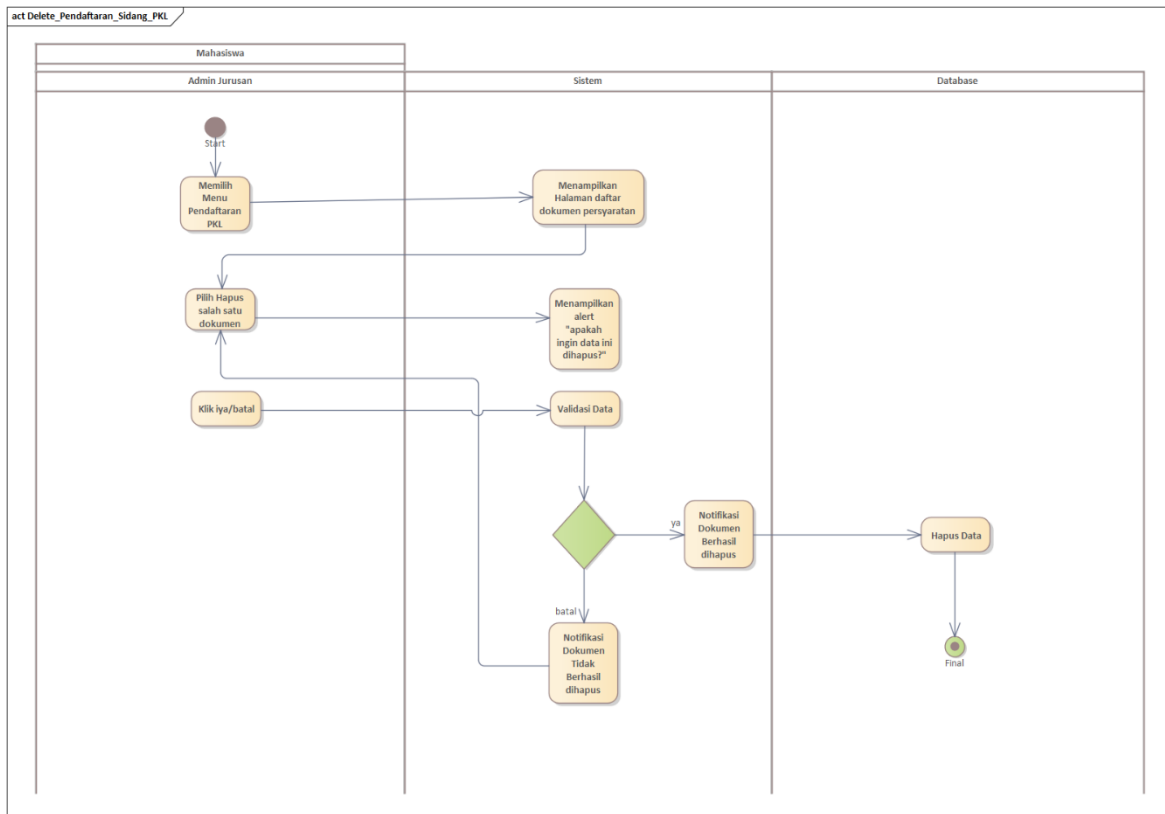 act Delete_Pendaftaran_Sidang_PKL
Mahasiswa
Admin Jurusan
Sistem
Database
Start
Memilih
Menu
Pendaftaran
PKL
Menampilkan
Halaman daftar
dokumen persyaratan
Pilih Hapus
salah satu
dokumen
Menampilkan
alert
"apakah
ingin data ini
dihapus?"
Klik iya/batal
Validasi Data
ya
Notifikasi
Dokumen
Berhasil
dihapus
Hapus Data
batal
Notifikasi
Dokumen
Tidak
Berhasil
dihapus
Final